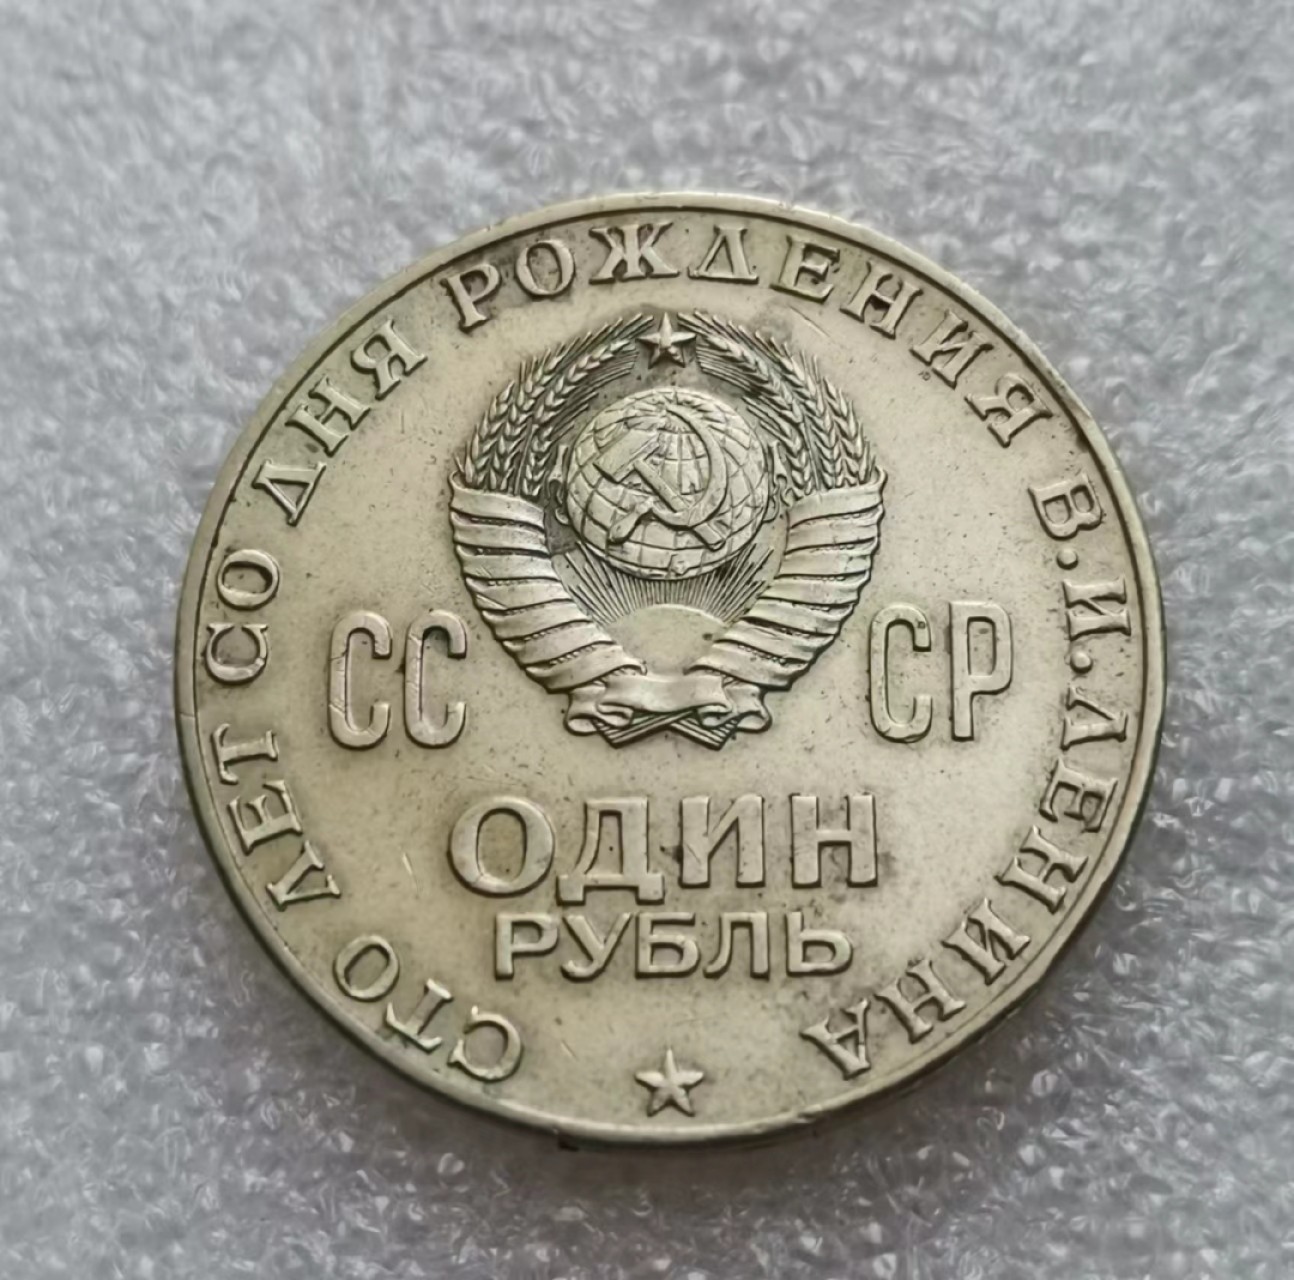 СТО ЛЕТ СО ДНЯ РОЖДЕНИЯ В.И.ЛЕНИНА
СС СР
ОДИН
РУБЛЬ